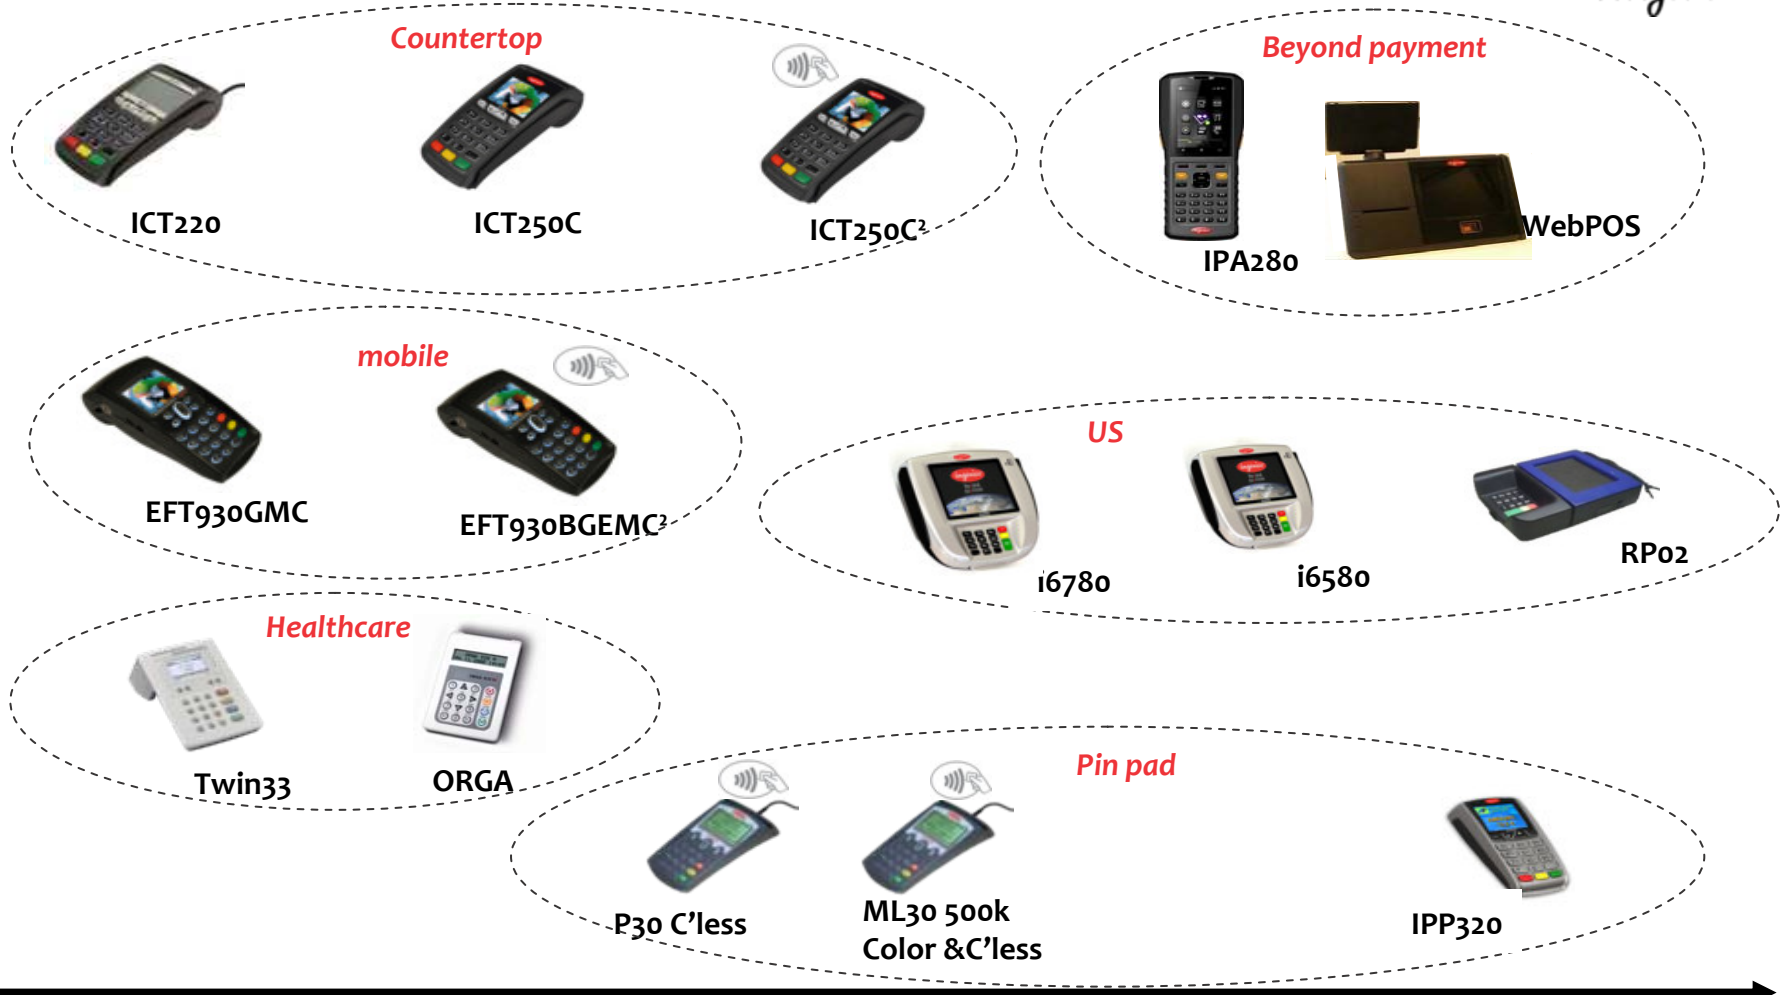 Countertop
Beyond payment
ICT220
ICT250C
ICT250C²
IPA280
WebPOS
mobile
EFT930GMC
EFT930BGEMC²
US
i6780
i6580
RP02
Healthcare
Twin33
ORGA
Pin pad
P30 C’less
ML30 500k
Color &C’less
IPP320